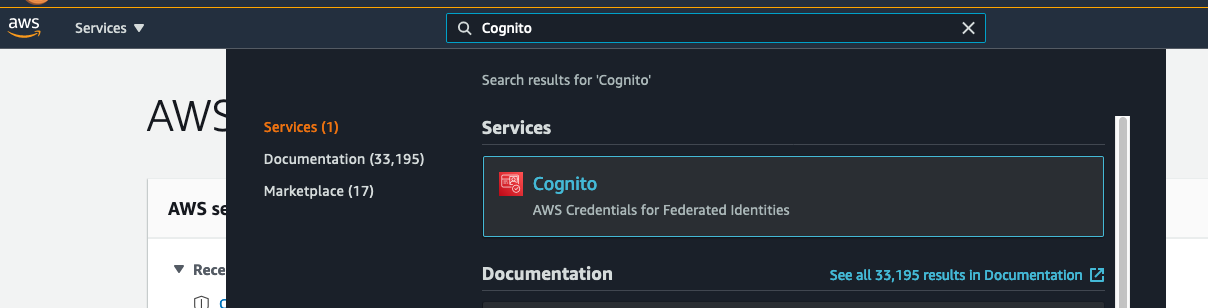 aws
Services ▼
Cognito
Search results for 'Cognito'
AWS
Services (1)
Documentation (33,195)
Marketplace (17)
Services
Cognito
AWS Credentials for Federated Identities
AWS se
Rece
Documentation
See all 33,195 results in Documentation